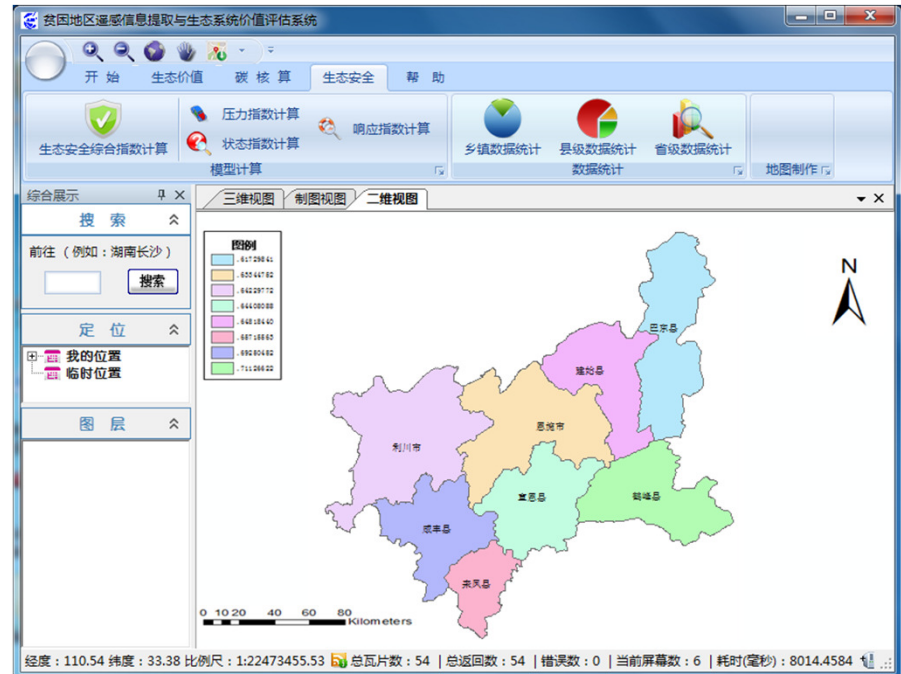 贫困地区遥感信息提取与生态系统价值评估系统
开 始 生态价值 碳 核 算 生态安全 帮 助
生态安全综合指数计算
压力指数计算
状态指数计算
响应指数计算
模型计算
乡镇数据统计 县级数据统计 省级数据统计
数据统计
地图制作
综合展示
三维视图 制图视图 二维视图
搜 索
前往（例如：湖南长沙）
搜索
定 位
我的位置
临时位置
图 层
图例
.61729841
.64229772
.64408088
.64818440
.71126622
N
巴东县
建始县
恩施市
利川市
宣恩县
鹤峰县
咸丰县
来凤县
0 10 20 40 60 80
Kilometers
经度：110.54 纬度：33.38 比例尺：1:22473455.53 总瓦片数：54 |总返回数：54 |错误数：0 |当前屏幕数：6 |耗时(毫秒)：8014.4584